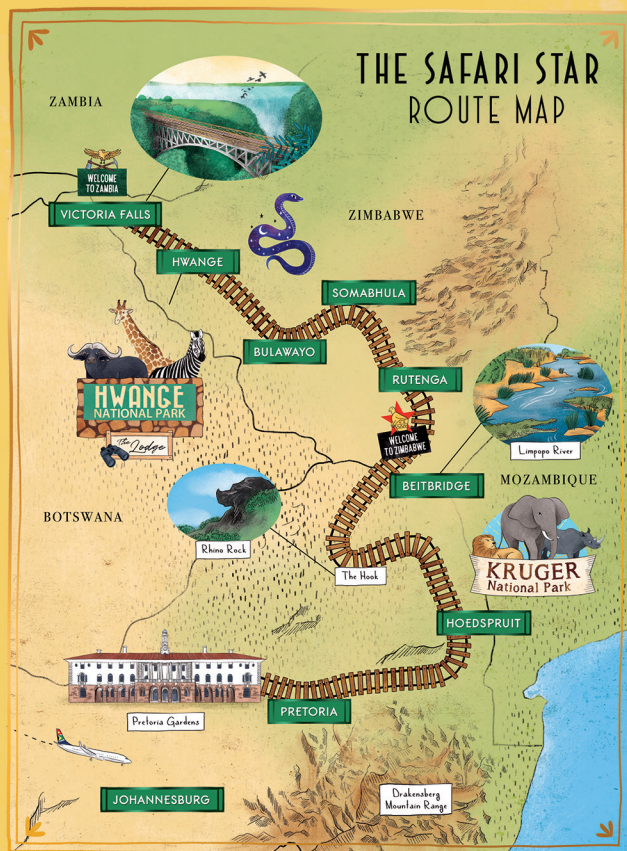 THE SAFARI STAR
ROUTE MAP
ZAMBIA
WELCOME
TO ZAMBIA
VICTORIA FALLS
ZIMBABWE
HWANGE
SOMABHULA
BULAWAYO
RUTENGA
HWANGE
NATIONAL PARK
The Lodge
WELCOME
TO ZIMBABWE
Limpopo River
BEITBRIDGE
MOZAMBIQUE
BOTSWANA
Rhino Rock
The Hook
KRUGER
National Park
HOEDSPRUIT
PRETORIA
Pretoria Gardens
JOHANNESBURG
Drakensberg
Mountain Range